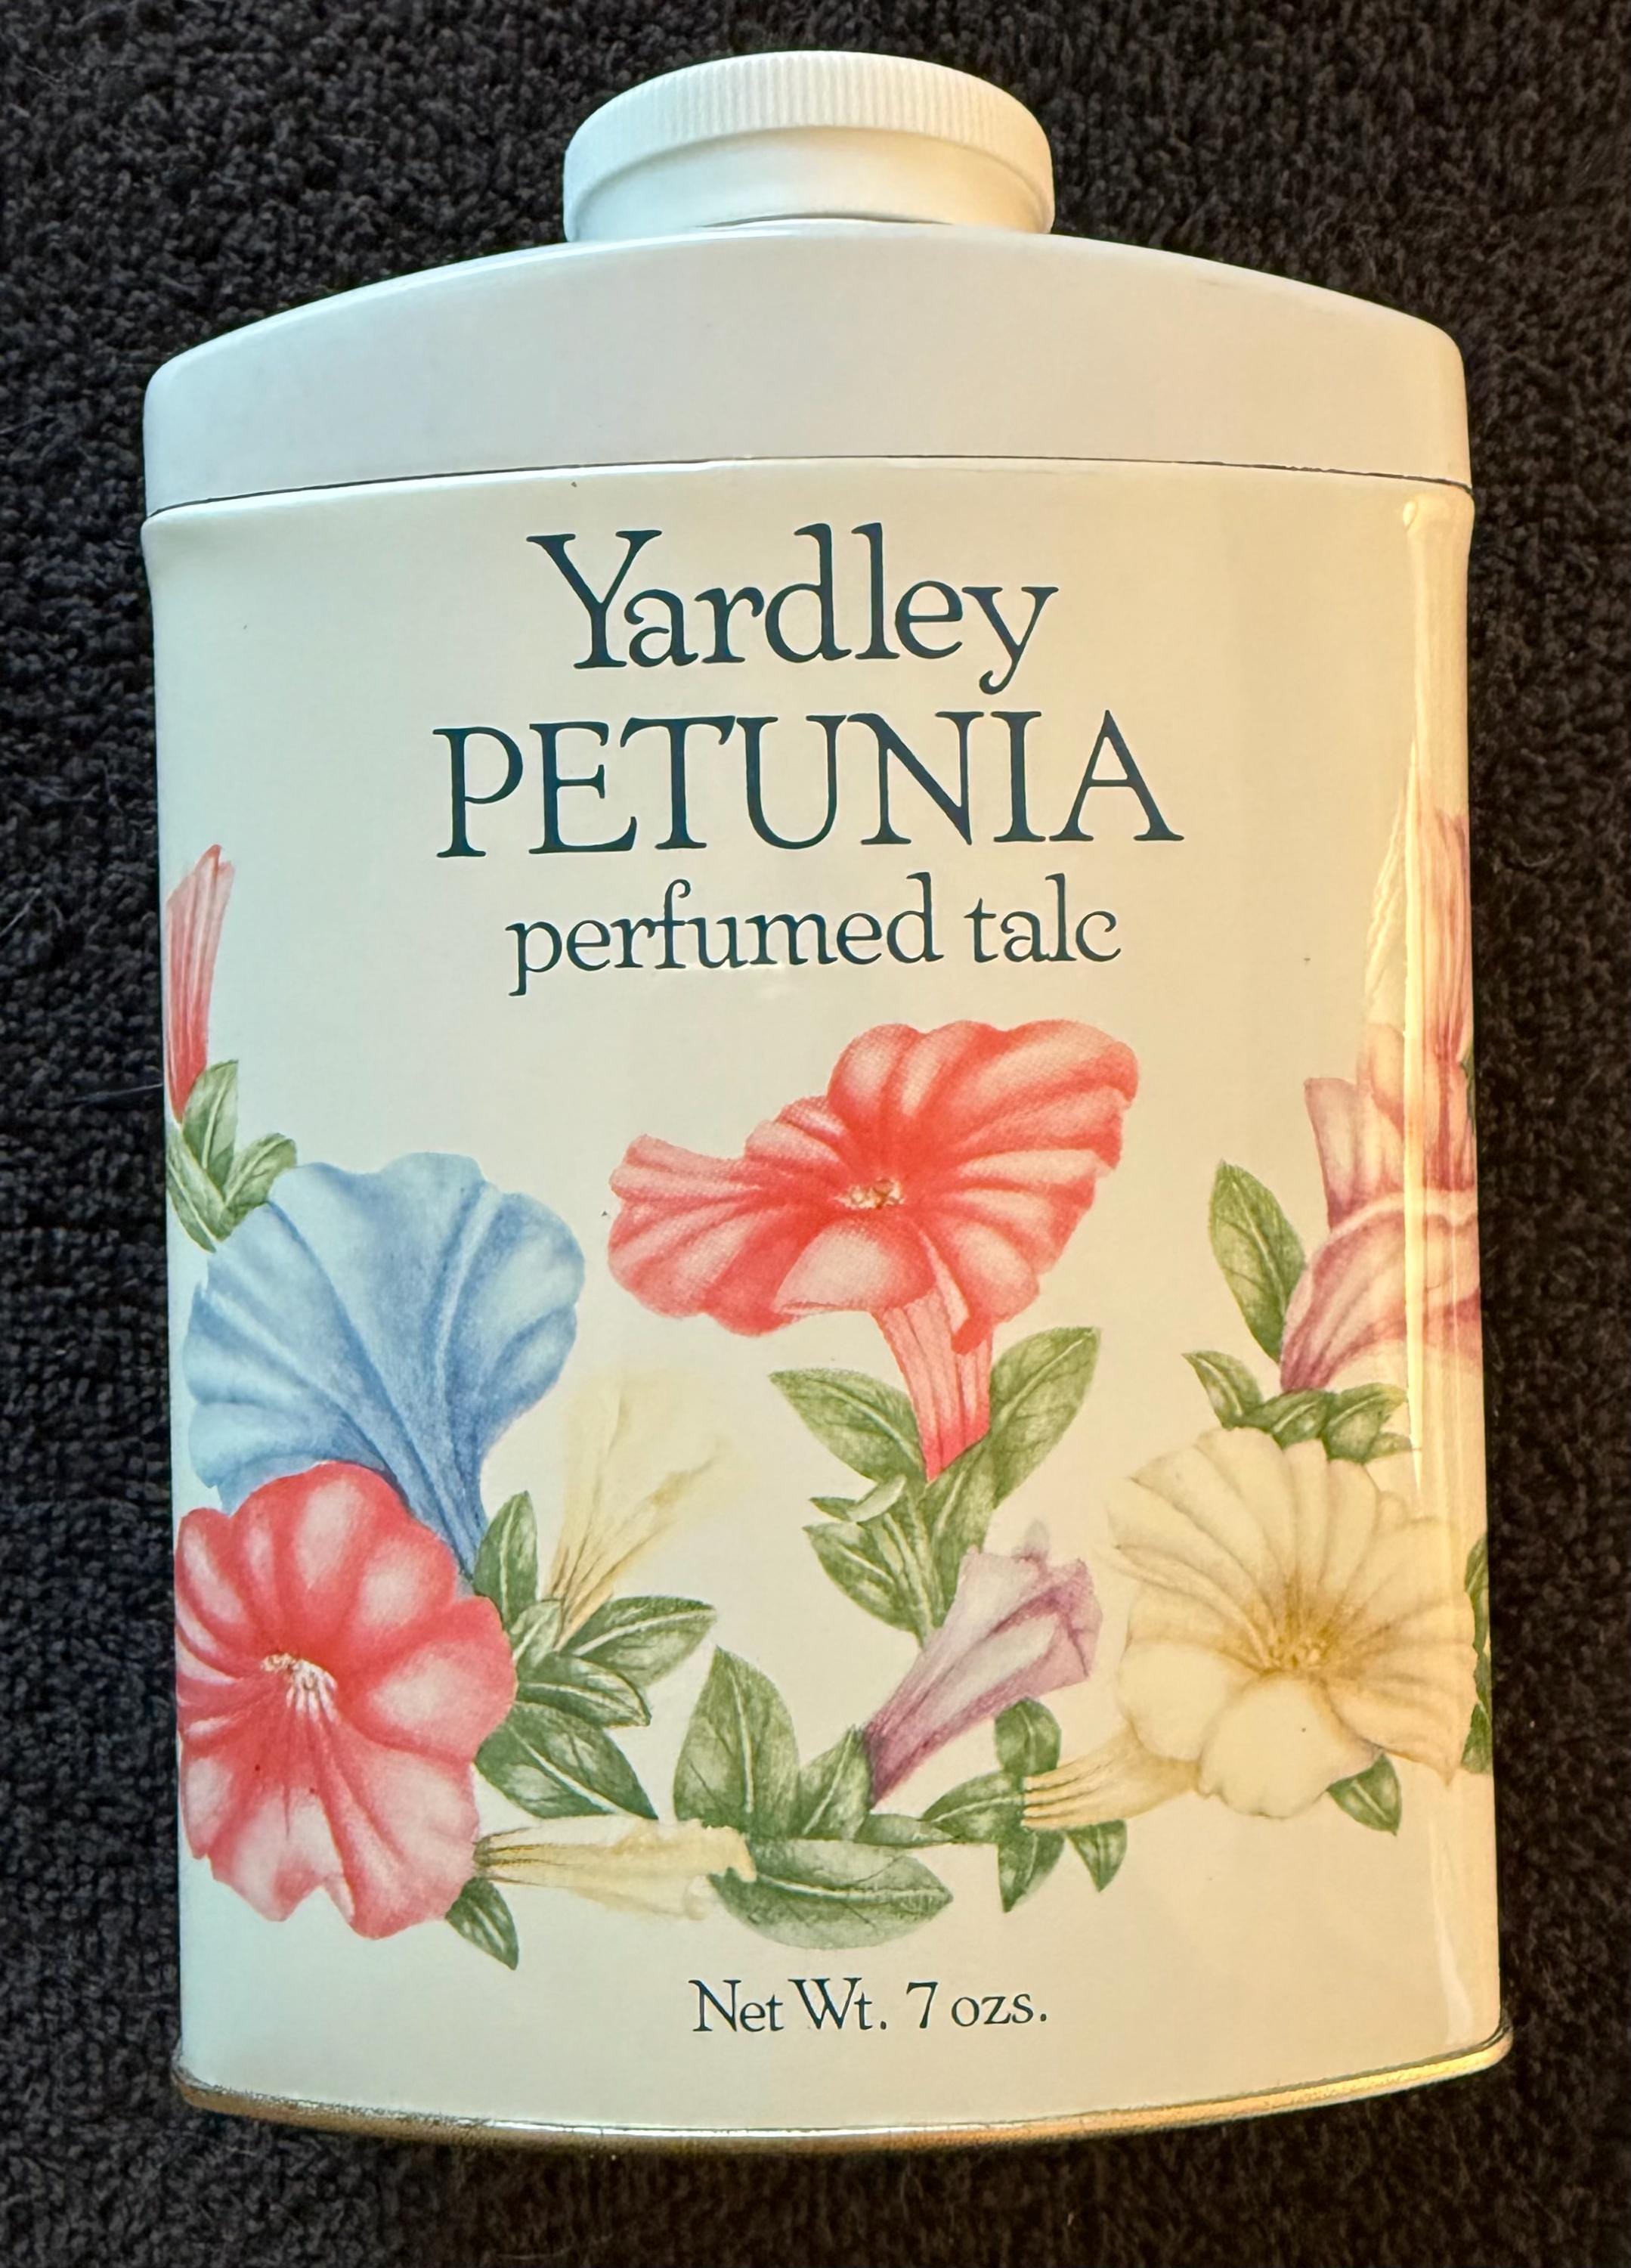 Yardley
PETUNIA
perfumed talc
Net Wt. 7 ozs.